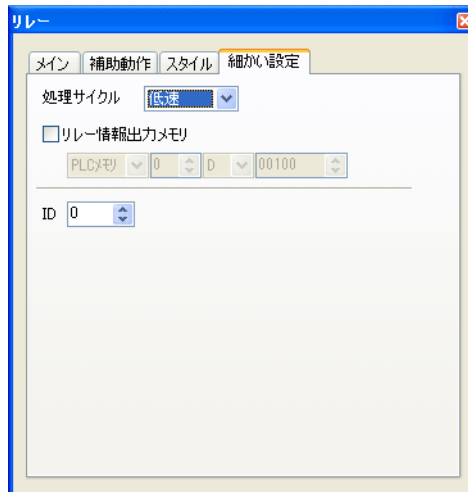 リレー
メイン 補助動作 スタイル 細かい設定
処理サイクル 低速
リレー情報出力メモリ
PLCメモリ 0 D 00100
ID 0